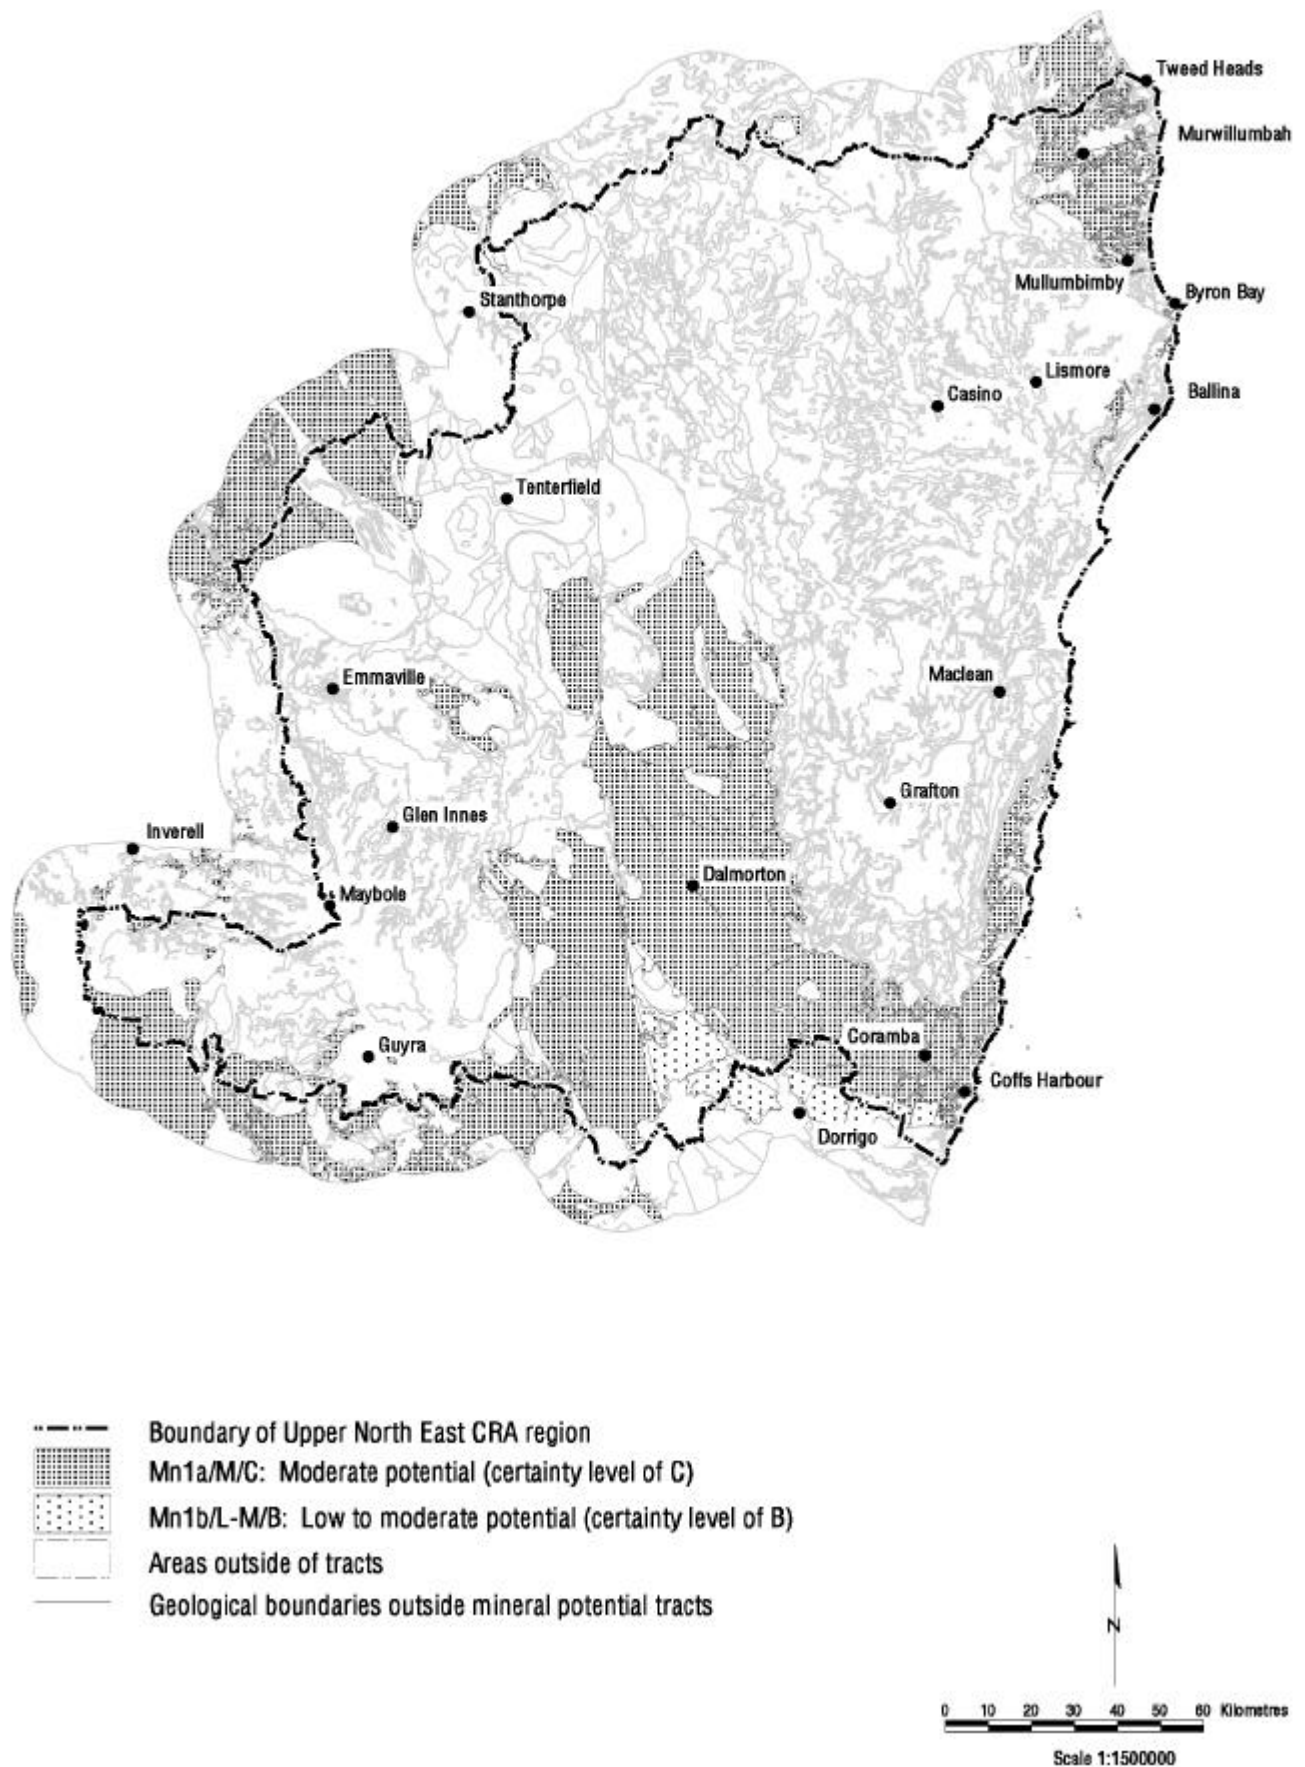 Tweed Heads
Murwillumbah
Mullumbimby
Byron Bay
Stanthorpe
Lismore
Casino
Ballina
Tenterfield
Emmaville
Maclean
Grafton
Glen Innes
Inverell
Dalmorton
Maybole
Coramba
Guyra
Coffs Harbour
Dorrigo
Boundary of Upper North East CRA region
Mn1a/M/C: Moderate potential (certainty level of C)
Mn1b/L-M/B: Low to moderate potential (certainty level of B)
Areas outside of tracts
Geological boundaries outside mineral potential tracts
N
0 10 20 30 40 50 60 Kilometres
Scale 1:1500000